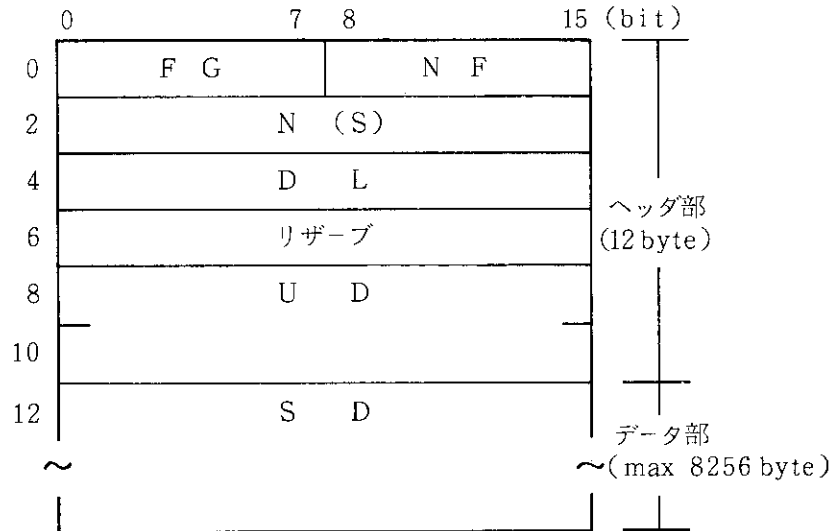 0 7 8 15 (bit)
0 F G N F
2 N (S)
4 D L
ヘッダ部
6 リザーブ (12 byte)
8 U D
10
12 S D
データ部
~ ~ (max 8256 byte)